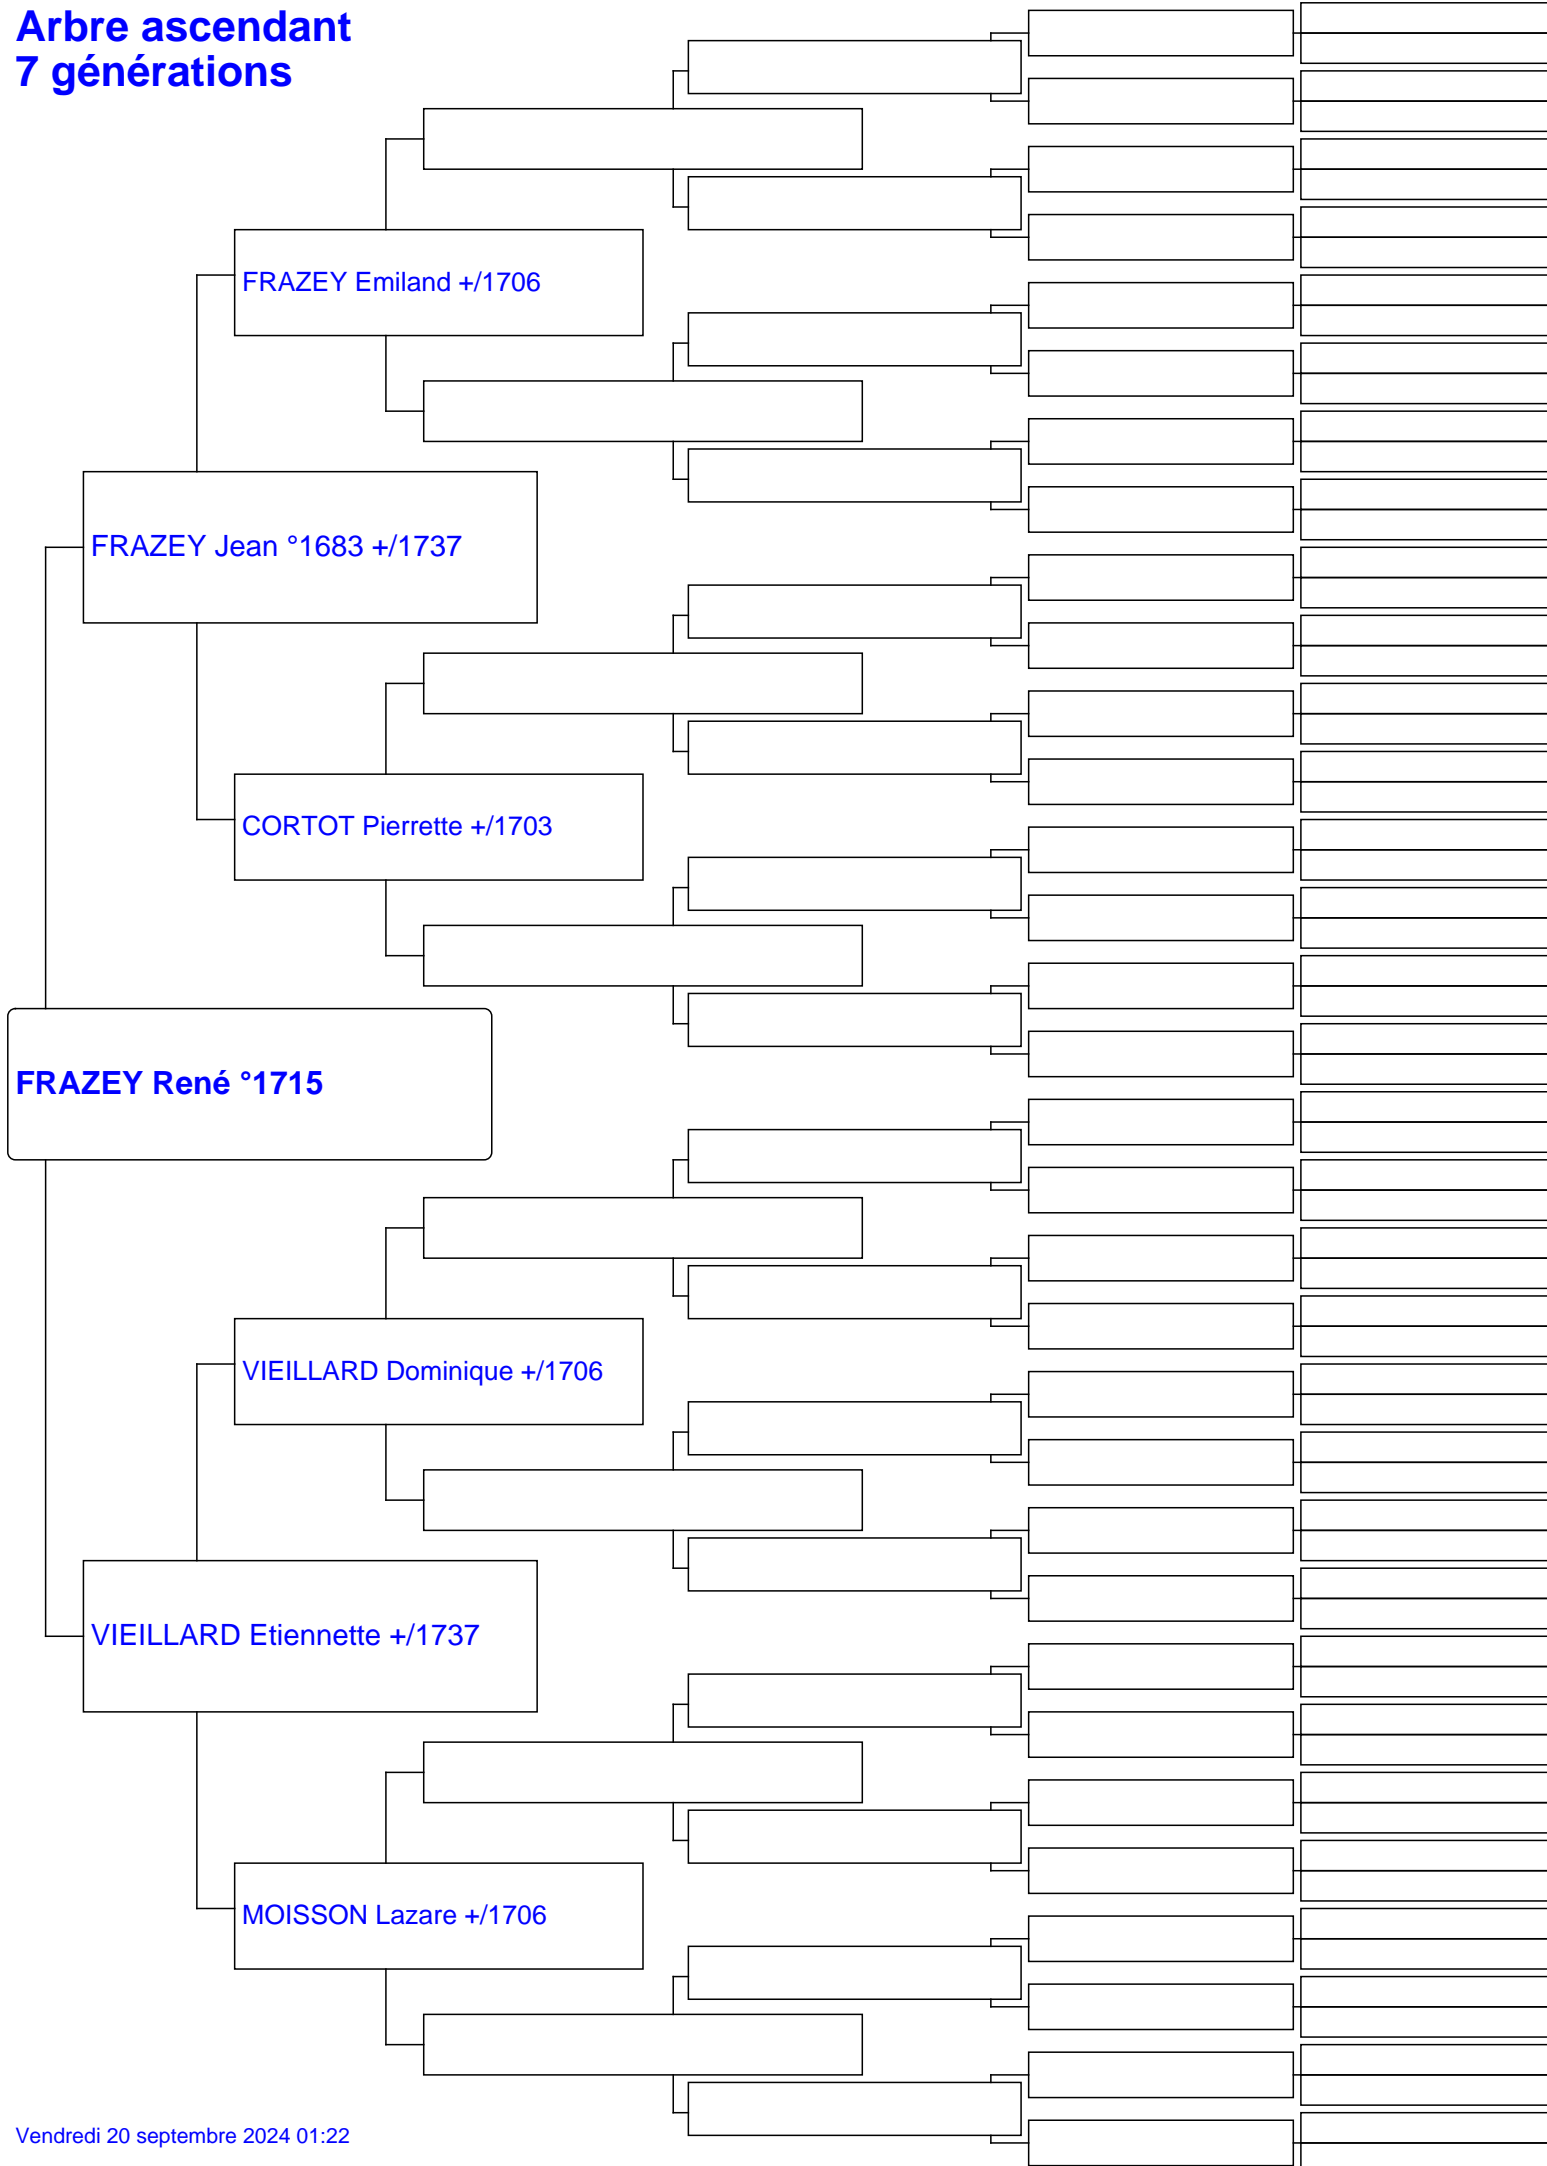 Arbre ascendant
7 générations
FRAZEY Emiland +/1706
FRAZEY Jean °1683 +/1737
CORTOT Pierrette +/1703
FRAZEY René °1715
VIEILLARD Dominique +/1706
VIEILLARD Etiennette +/1737
MOISSON Lazare +/1706
Vendredi 20 septembre 2024 01:22